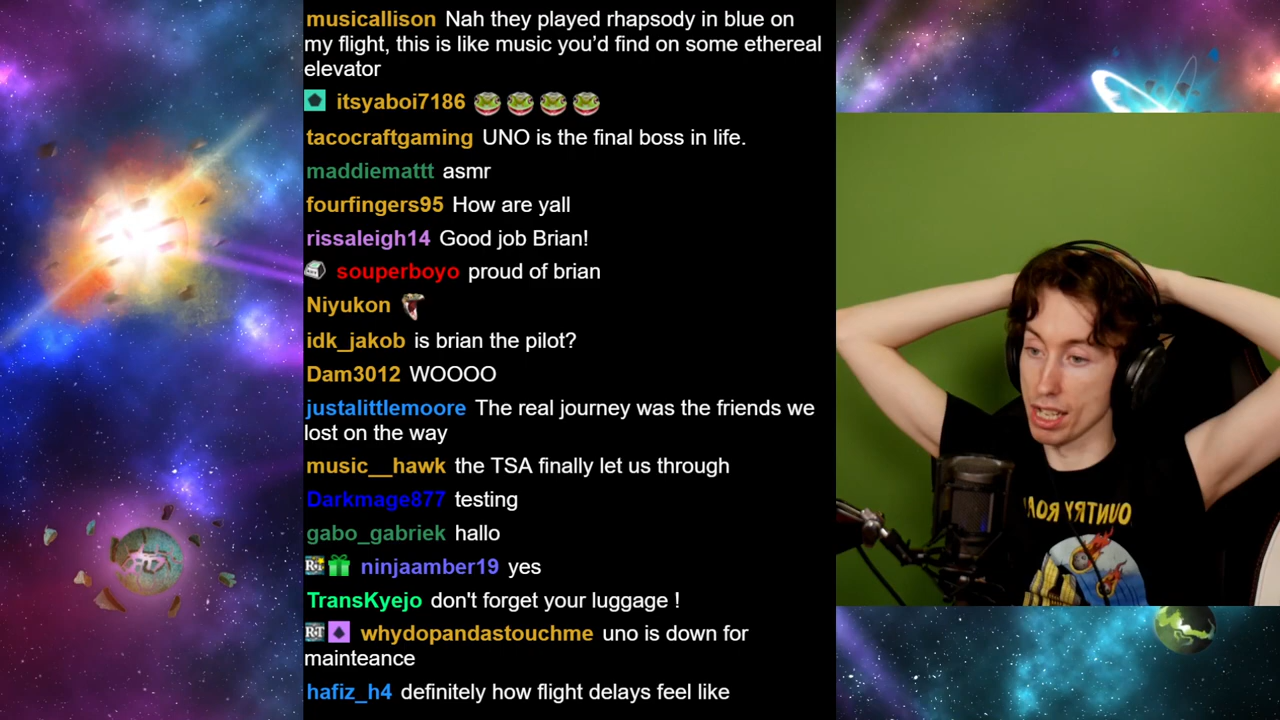 musicallison Nah they played rhapsody in blue on
my flight, this is like music you’d find on some ethereal
elevator
itsyaboi7186
tacocraftgaming UNO is the final boss in life.
maddiemattt asmr
fourfingers95 How are yall
rissaleigh14 Good job Brian!
souperboyo proud of brian
Niyukon
idk_jakob is brian the pilot?
Dam3012 WOOOO
justalittlemoore The real journey was the friends we
lost on the way
music__hawk the TSA finally let us through
Darkmage877 testing
gabo_gabriek hallo
ninjaamber19 yes
TransKyejo don't forget your luggage !
RT whydopandastouchme uno is down for
mainteance
hafiz_h4 definitely how flight delays feel like
OUNTRY ROA